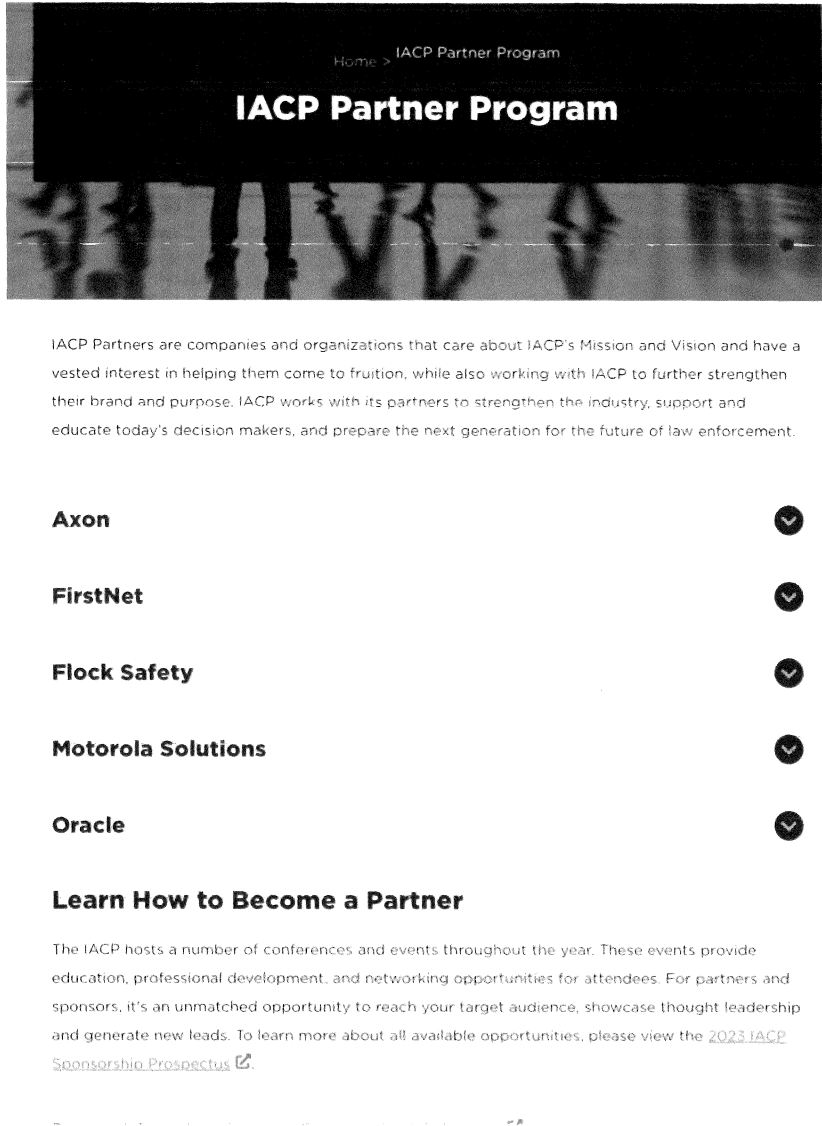 Home > IACP Partner Program
IACP Partner Program
IACP Partners are companies and organizations that care about IACP's Mission and Vision and have a
vested interest in helping them come to fruition, while also working with IACP to further strengthen
their brand and purpose. IACP works with its partners to strengthen the industry, support and
educate today's decision makers, and prepare the next generation for the future of law enforcement.
Axon
FirstNet
Flock Safety
Motorola Solutions
Oracle
Learn How to Become a Partner
The IACP hosts a number of conferences and events throughout the year. These events provide
education, professional development, and networking opportunities for attendees. For partners and
sponsors, it's an unmatched opportunity to reach your target audience, showcase thought leadership
and generate new leads. To learn more about all available opportunities, please view the 2023 IACP
Sponsorship Prospectus.